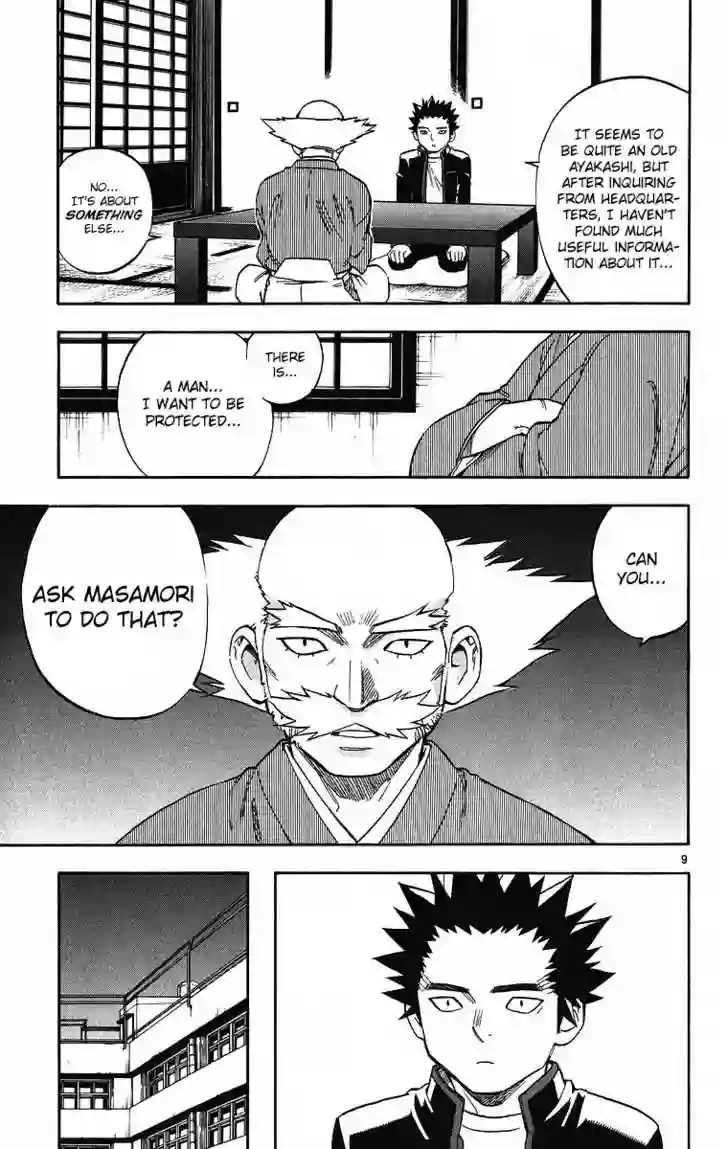 IT SEEMS TO
BE QUITE AN OLD
AYAKASHI, BUT
AFTER INQUIRING
FROM HEADQUAR-
TERS, I HAVEN'T
FOUND MUCH
USEFUL INFORMA-
TION ABOUT IT...
NO...
IT'S ABOUT
SOMETHING
ELSE...
THERE
IS...
A MAN...
I WANT TO BE
PROTECTED...
CAN
YOU...
ASK MASAMORI
TO DO THAT?
9